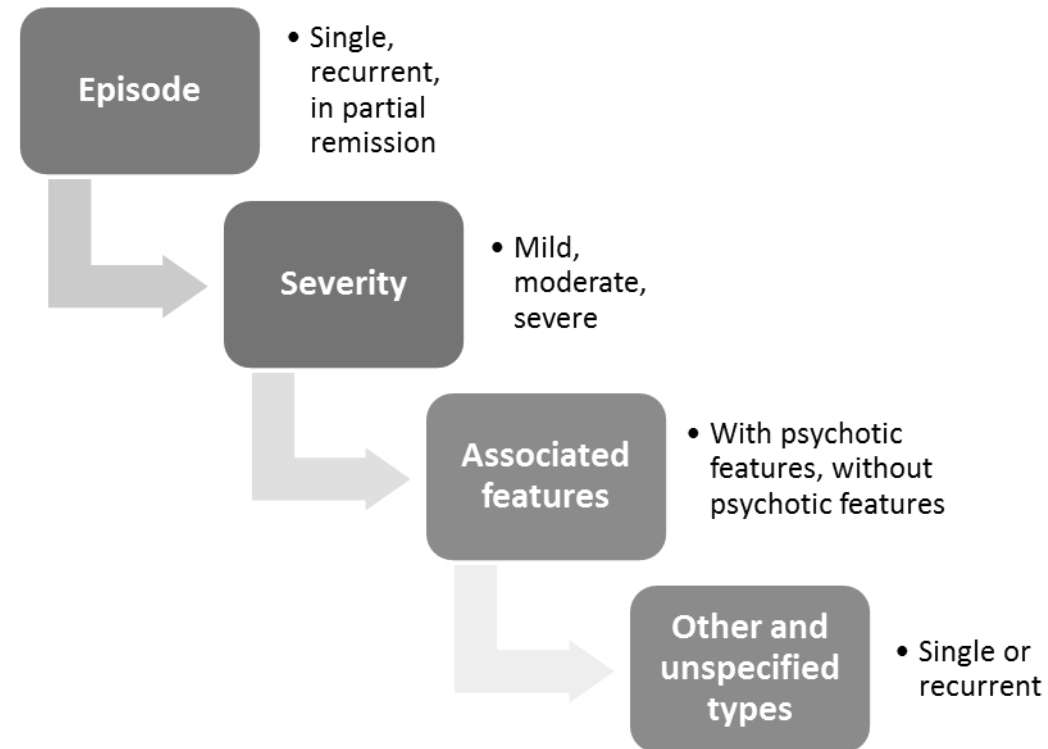 Episode
• Single,
recurrent,
in partial
remission
Severity
• Mild,
moderate,
severe
Associated
features
• With psychotic
features, without
psychotic features
Other and
unspecified
types
• Single or
recurrent